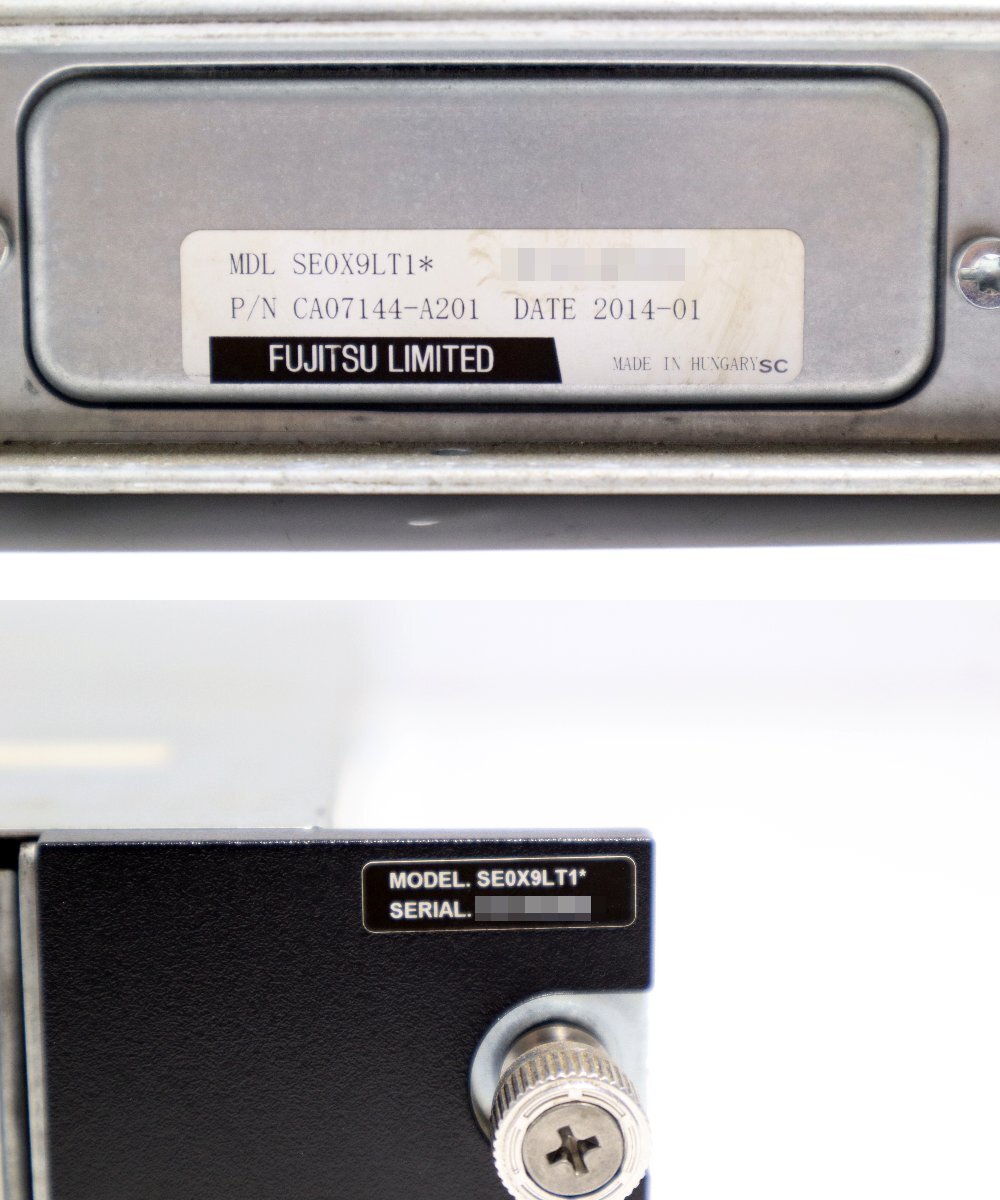 MDL SE0X9LT1*
P/N CA07144-A201 DATE 2014-01
FUJITSU LIMITED
MADE IN HUNGARY SC
MODEL. SE0X9LT1*
SERIAL.